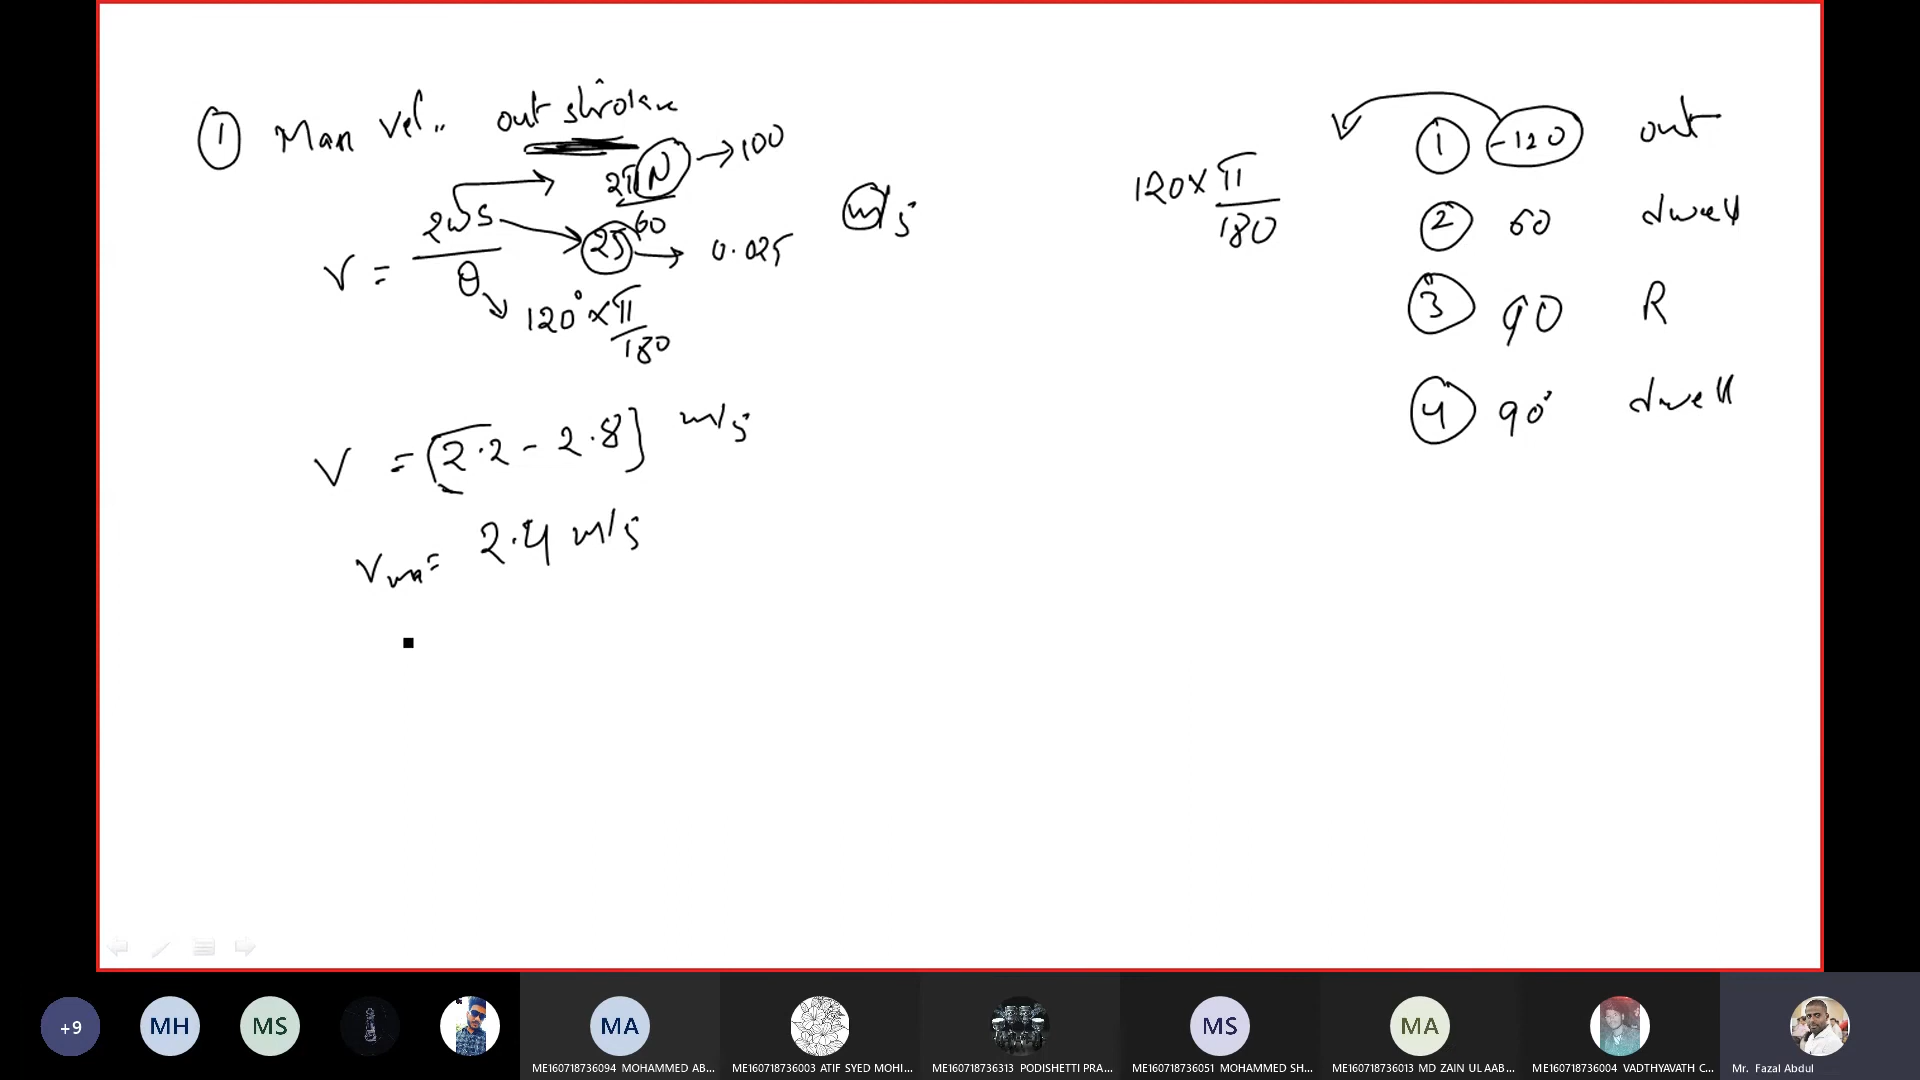 ① Max vel.. out stroke
2πN/60 → 100
V = 2ωS/θ
25 → 0.025 m/s
120° × π/180
V = [2.2 - 2.8] m/s
Vma = 2.4 m/s
120 × π/180
① -120 out
② 60 dwell
③ 90 R
④ 90° dwell
+9
MH
MS
MA
MS
MA
ME160718736094 MOHAMMED AB...
ME160718736003 ATIF SYED MOHI...
ME160718736313 PODISHETTI PRA...
ME160718736051 MOHAMMED SH...
ME160718736013 MD ZAIN UL AAB...
ME160718736004 VADTHYAVATH C...
Mr. Fazal Abdul